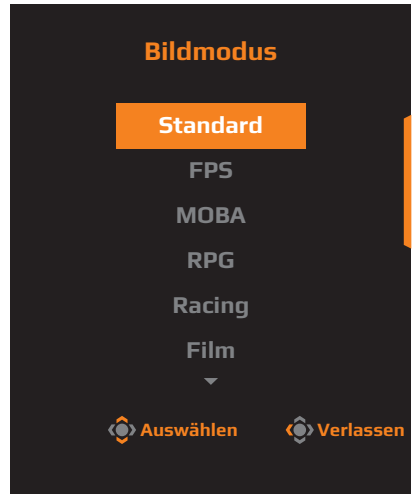 Bildmodus
Standard
FPS
MOBA
RPG
Racing
Film
Auswählen Verlassen